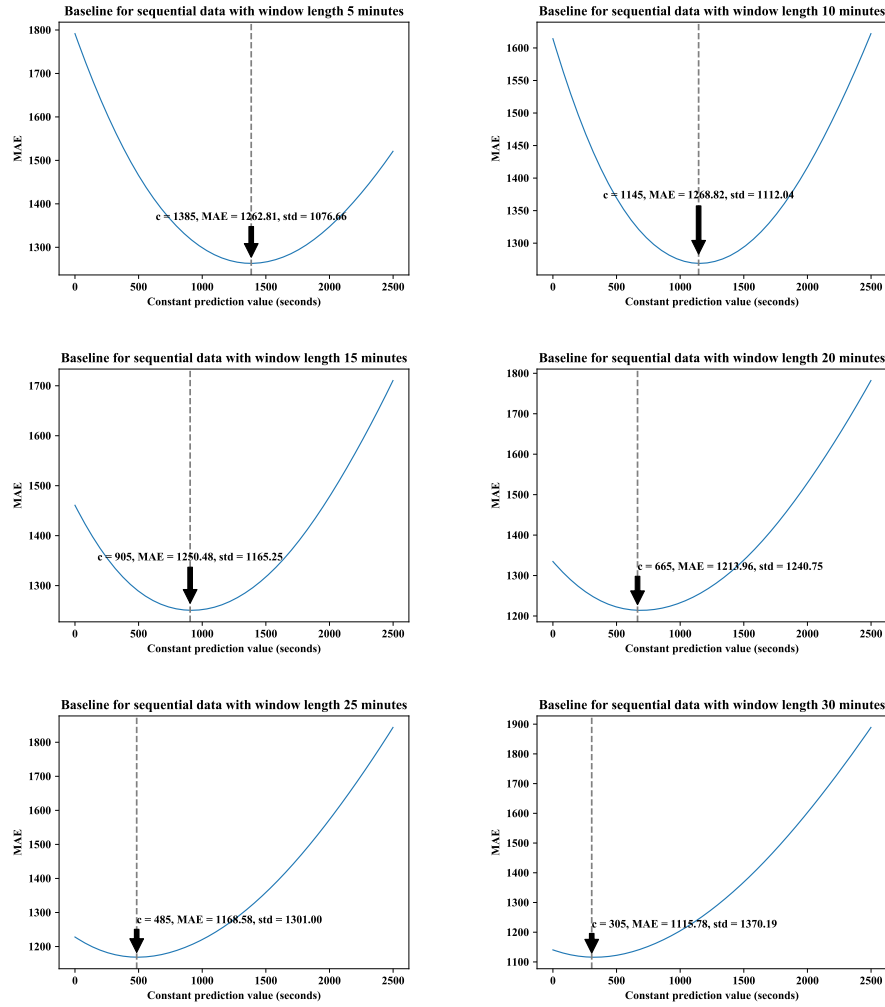 Baseline for sequential data with window length 5 minutes
1800
1700
1600
1500
1400
1300
MAE
c = 1385, MAE = 1262.81, std = 1076.66
0 500 1000 1500 2000 2500
Constant prediction value (seconds)
Baseline for sequential data with window length 10 minutes
1600
1550
1500
1450
1400
1350
1300
MAE
c = 1145, MAE = 1268.82, std = 1112.04
0 500 1000 1500 2000 2500
Constant prediction value (seconds)
Baseline for sequential data with window length 15 minutes
1700
1600
1500
1400
1300
MAE
c = 905, MAE = 1250.48, std = 1165.25
0 500 1000 1500 2000 2500
Constant prediction value (seconds)
Baseline for sequential data with window length 20 minutes
1800
1700
1600
1500
1400
1300
1200
MAE
c = 665, MAE = 1213.96, std = 1240.75
0 500 1000 1500 2000 2500
Constant prediction value (seconds)
Baseline for sequential data with window length 25 minutes
1800
1700
1600
1500
1400
1300
1200
MAE
c = 485, MAE = 1168.58, std = 1301.00
0 500 1000 1500 2000 2500
Constant prediction value (seconds)
Baseline for sequential data with window length 30 minutes
1900
1800
1700
1600
1500
1400
1300
1200
1100
MAE
c = 305, MAE = 1115.78, std = 1370.19
0 500 1000 1500 2000 2500
Constant prediction value (seconds)